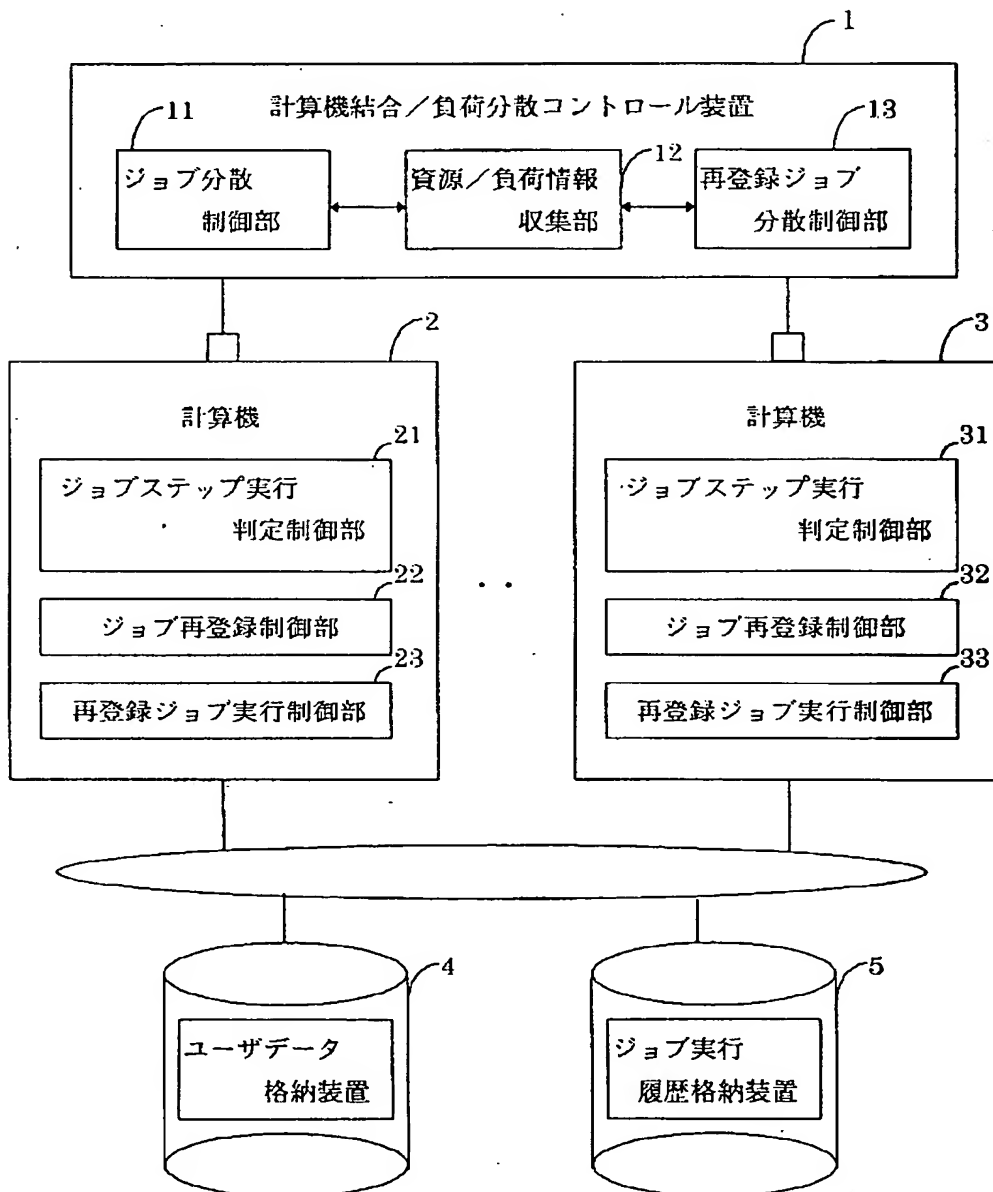 1
計算機結合／負荷分散コントロール装置
11
12
13
ジョブ分散
制御部
資源／負荷情報
収集部
再登録ジョブ
分散制御部
2
計算機
21
ジョブステップ実行
判定制御部
22
ジョブ再登録制御部
23
再登録ジョブ実行制御部
. .
3
計算機
31
ジョブステップ実行
判定制御部
32
ジョブ再登録制御部
33
再登録ジョブ実行制御部
4
ユーザデータ
格納装置
5
ジョブ実行
履歴格納装置